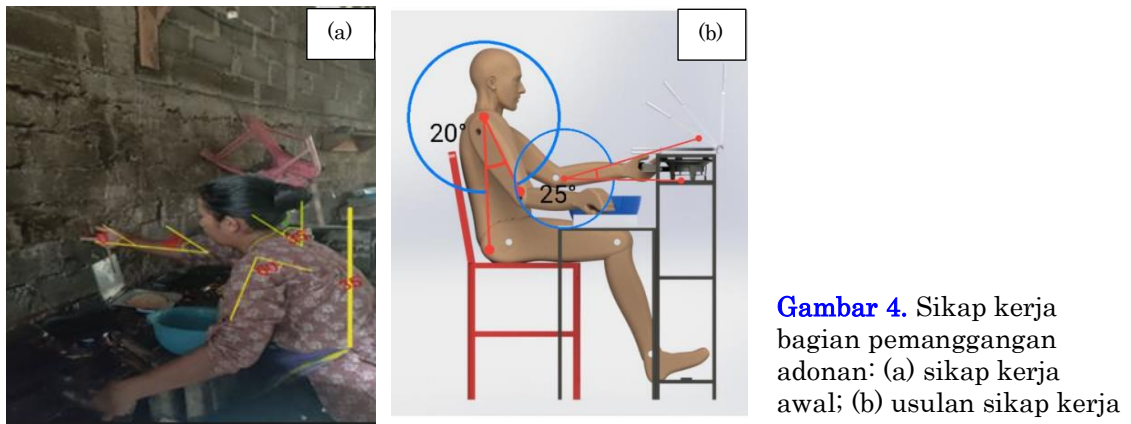 (a)
(b)
20°
25°
Gambar 4. Sikap kerja
bagian pemanggangan
adonan: (a) sikap kerja
awal; (b) usulan sikap kerja